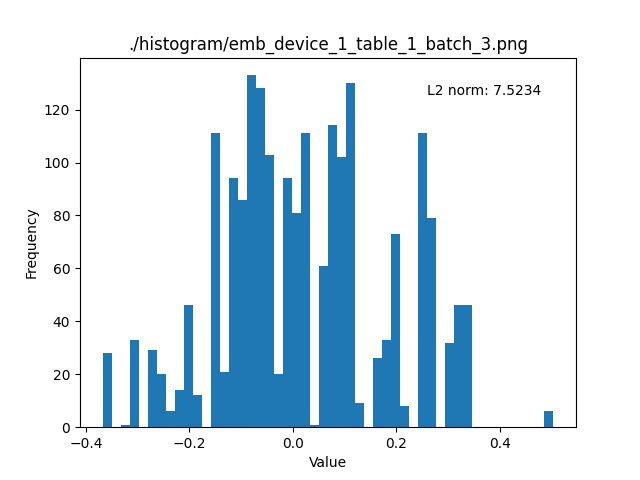 ./histogram/emb_device_1_table_1_batch_3.png
L2 norm: 7.5234
Frequency
120
100
80
60
40
20
0
−0.4 −0.2 0.0 0.2 0.4
Value